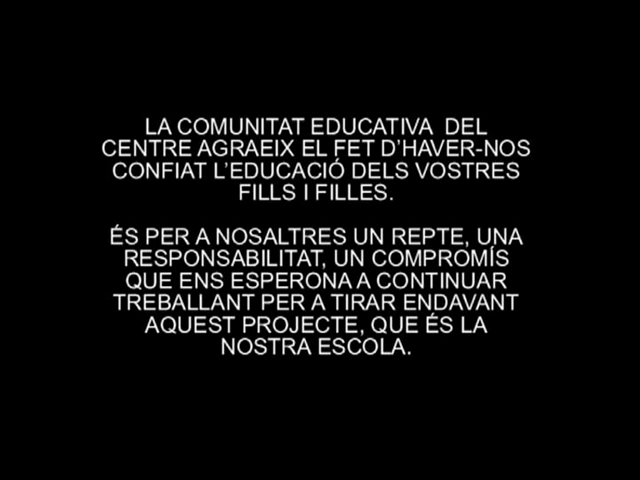 LA COMUNITAT EDUCATIVA DEL
CENTRE AGRAEIX EL FET D'HAVER-NOS
CONFIAT L'EDUCACIÓ DELS VOSTRES
FILLS I FILLES.
ÉS PER A NOSALTRES UN REPTE, UNA
RESPONSABILITAT, UN COMPROMÍS
QUE ENS ESPERONA A CONTINUAR
TREBALLANT PER A TIRAR ENDAVANT
AQUEST PROJECTE, QUE ÉS LA
NOSTRA ESCOLA.